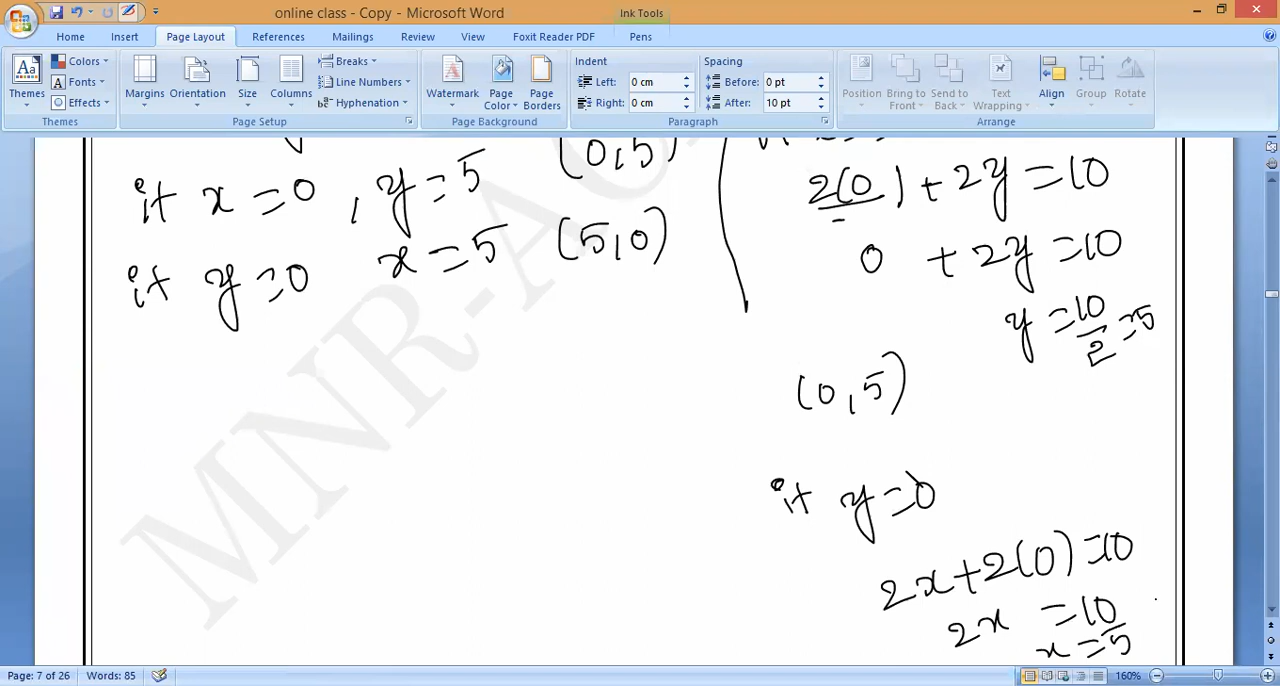 online class - Copy - Microsoft Word
Ink Tools
Home Insert Page Layout References Mailings Review View Foxit Reader PDF Pens
Themes
Colors
Fonts
Effects
Themes
Margins Orientation Size Columns
Breaks
Line Numbers
Hyphenation
Page Setup
Watermark Page Color Page Borders
Page Background
Indent
Left: 0 cm
Right: 0 cm
Spacing
Before: 0 pt
After: 10 pt
Paragraph
Position Bring to Front Send to Back Text Wrapping Align Group Rotate
Arrange
(0,5)
if x=0, y=5
if y=0 x=5 (5,0)
2(0) + 2y = 10
0 + 2y = 10
y = 10/2 = 5
(0,5)
if y=0
2x+2(0)=10
2x = 10
x=5
MNR-AC
Page: 7 of 26 Words: 85 160%